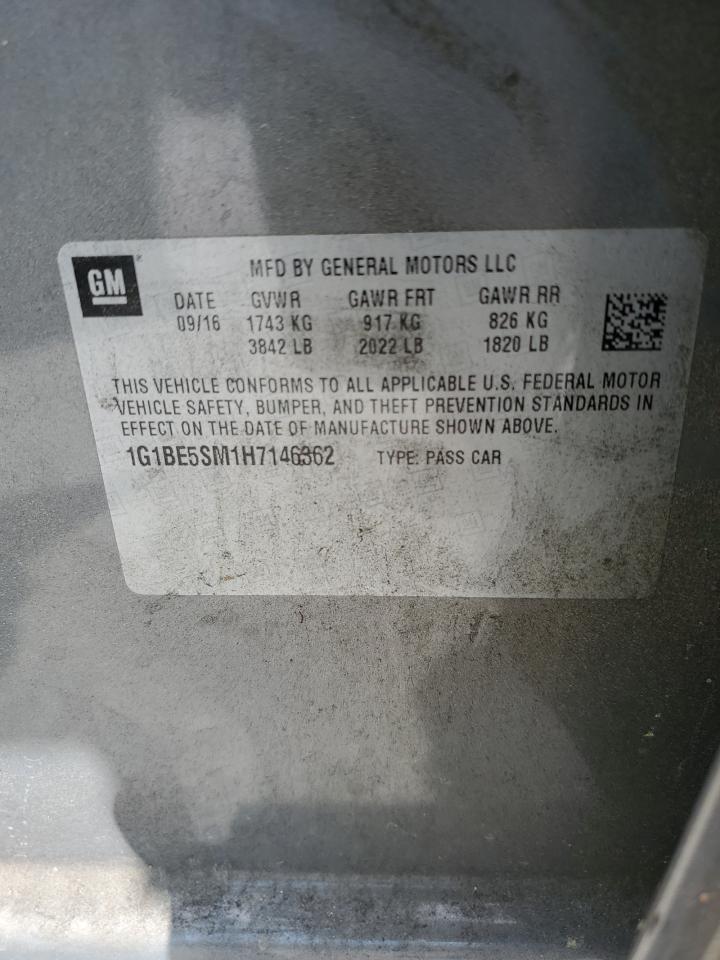 GM
MFD BY GENERAL MOTORS LLC
DATE GVWR GAWR FRT GAWR RR
09/16 1743 KG 917 KG 826 KG
3842 LB 2022 LB 1820 LB
THIS VEHICLE CONFORMS TO ALL APPLICABLE U.S. FEDERAL MOTOR
VEHICLE SAFETY, BUMPER, AND THEFT PREVENTION STANDARDS IN
EFFECT ON THE DATE OF MANUFACTURE SHOWN ABOVE.
1G1BE5SM1H7146362 TYPE: PASS CAR